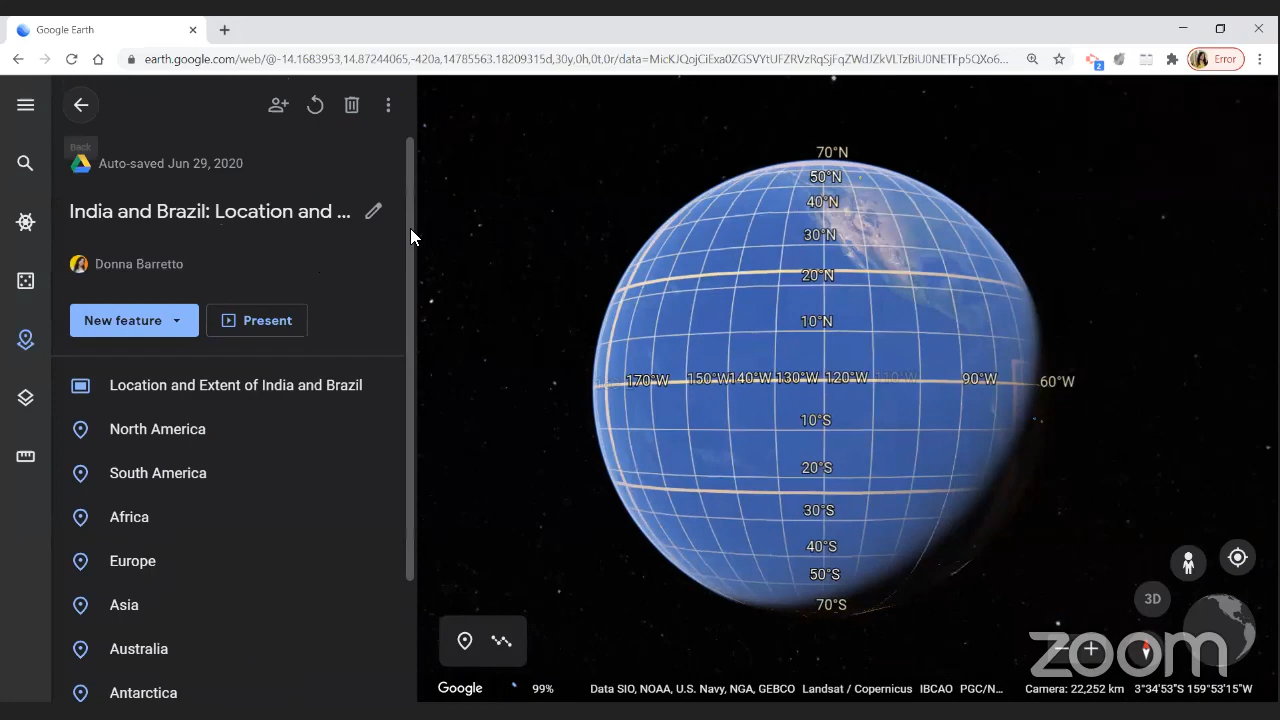 Google Earth
earth.google.com/web/@-14.1683953,14.87244065,-420a,14785563.18209315d,30y,0h,0t,0r/data=MicKJQojCiExa0ZGSVYtUFZRVzRqSjFqZWdJZkVLTzBiU0NETFp5QXo6...
2
Error
Back
Auto-saved Jun 29, 2020
India and Brazil: Location and ...
Donna Barretto
New feature
Present
Location and Extent of India and Brazil
North America
South America
Africa
Europe
Asia
Australia
Antarctica
70°N
50°N
40°N
30°N
20°N
10°N
170°W 150°W 140°W 130°W 120°W 110°W 90°W 60°W
10°S
20°S
30°S
40°S
50°S
70°S
3D
zoom
Google
99%
Data SIO, NOAA, U.S. Navy, NGA, GEBCO Landsat / Copernicus IBCAO PGC/N...
Camera: 22,252 km 3°34'53"S 159°53'15"W